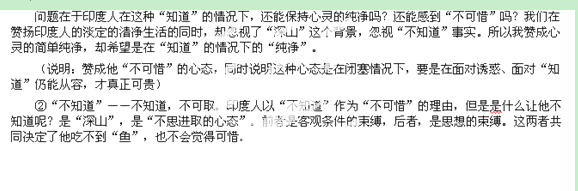 问题在于印度人在这种“知道”的情况下，还能保持心灵的纯净吗？还能感到“不可惜”吗？我们在
赞扬印度人的淡定的清净生活的同时，却忽视了“深山”这个背景，忽视“不知道”事实。所以我赞成心
灵的简单纯净，却希望是在“知道”的情况下的“纯净”。
（说明：赞成他“不可惜”的心态，同时说明这种心态是在闭塞情况下，要是在面对诱惑、面对“知
道”仍能从容，才真正可贵）
②“不知道”——不知道，不可取。印度人以“不知道”作为“不可惜”的理由，但是是什么让他不
知道呢？是“深山”，是“不思进取的心态”。前者是客观条件的束缚，后者，是思想的束缚。这两者共
同决定了他吃不到“鱼”，也不会觉得可惜。